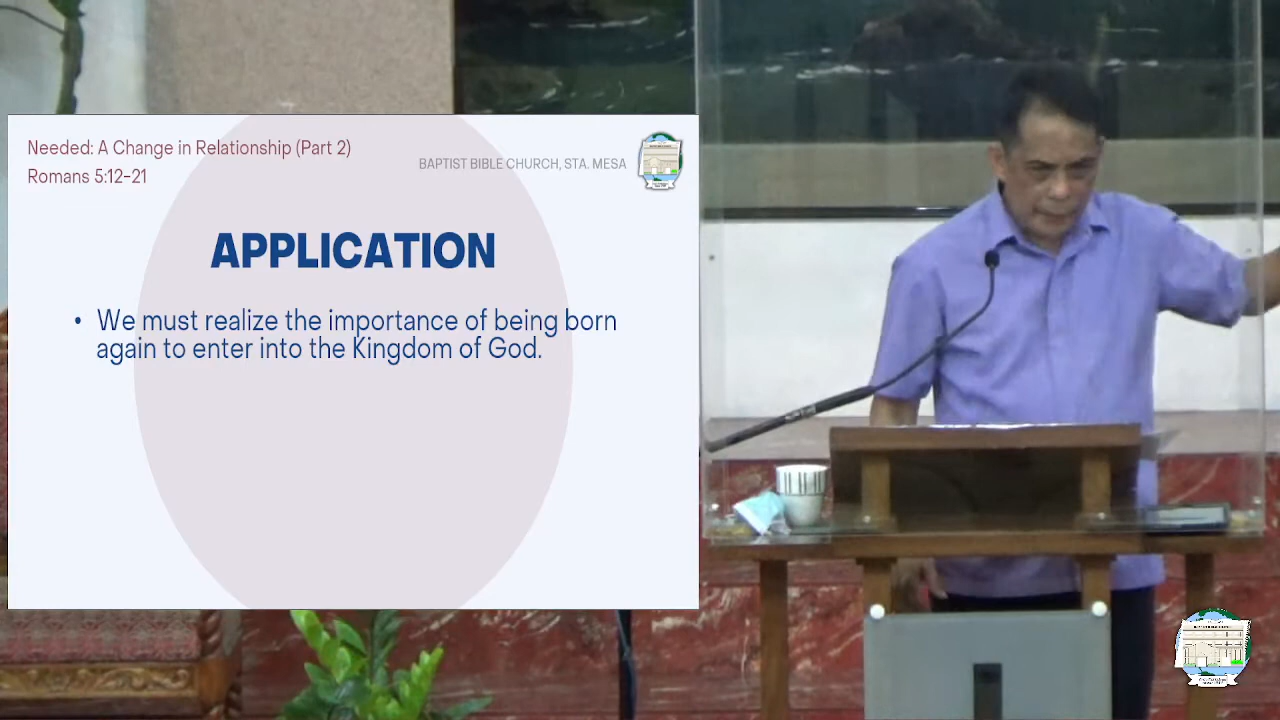 Needed: A Change in Relationship (Part 2)
Romans 5:12-21
BAPTIST BIBLE CHURCH, STA. MESA
APPLICATION
• We must realize the importance of being born
again to enter into the Kingdom of God.